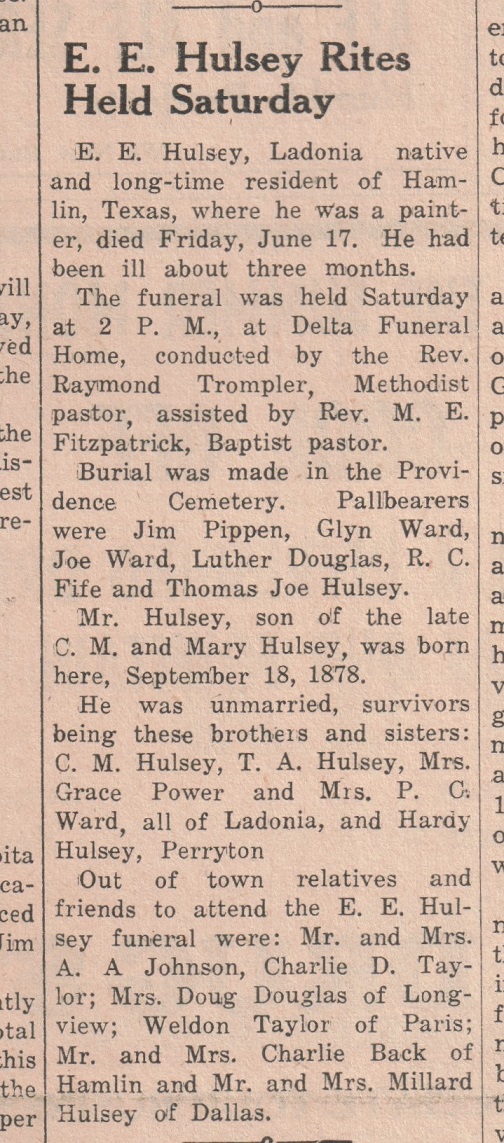 E. E. Hulsey Rites
Held Saturday
E. E. Hulsey, Ladonia native
and long-time resident of Ham-
lin, Texas, where he was a paint-
er, died Friday, June 17. He had
been ill about three months.
The funeral was held Saturday
at 2 P. M., at Delta Funeral
Home, conducted by the Rev.
Raymond Trompler, Methodist
pastor, assisted by Rev. M. E.
Fitzpatrick, Baptist pastor.
Burial was made in the Provi-
dence Cemetery. Pallbearers
were Jim Pippen, Glyn Ward,
Joe Ward, Luther Douglas, R. C.
Fife and Thomas Joe Hulsey.
Mr. Hulsey, son of the late
C. M. and Mary Hulsey, was born
here, September 18, 1878.
He was unmarried, survivors
being these brothers and sisters:
C. M. Hulsey, T. A. Hulsey, Mrs.
Grace Power and Mrs. P. C.
Ward, all of Ladonia, and Hardy
Hulsey, Perryton
Out of town relatives and
friends to attend the E. E. Hul-
sey funeral were: Mr. and Mrs.
A. A Johnson, Charlie D. Tay-
lor; Mrs. Doug Douglas of Long-
view; Weldon Taylor of Paris;
Mr. and Mrs. Charlie Back of
Hamlin and Mr. and Mrs. Millard
Hulsey of Dallas.